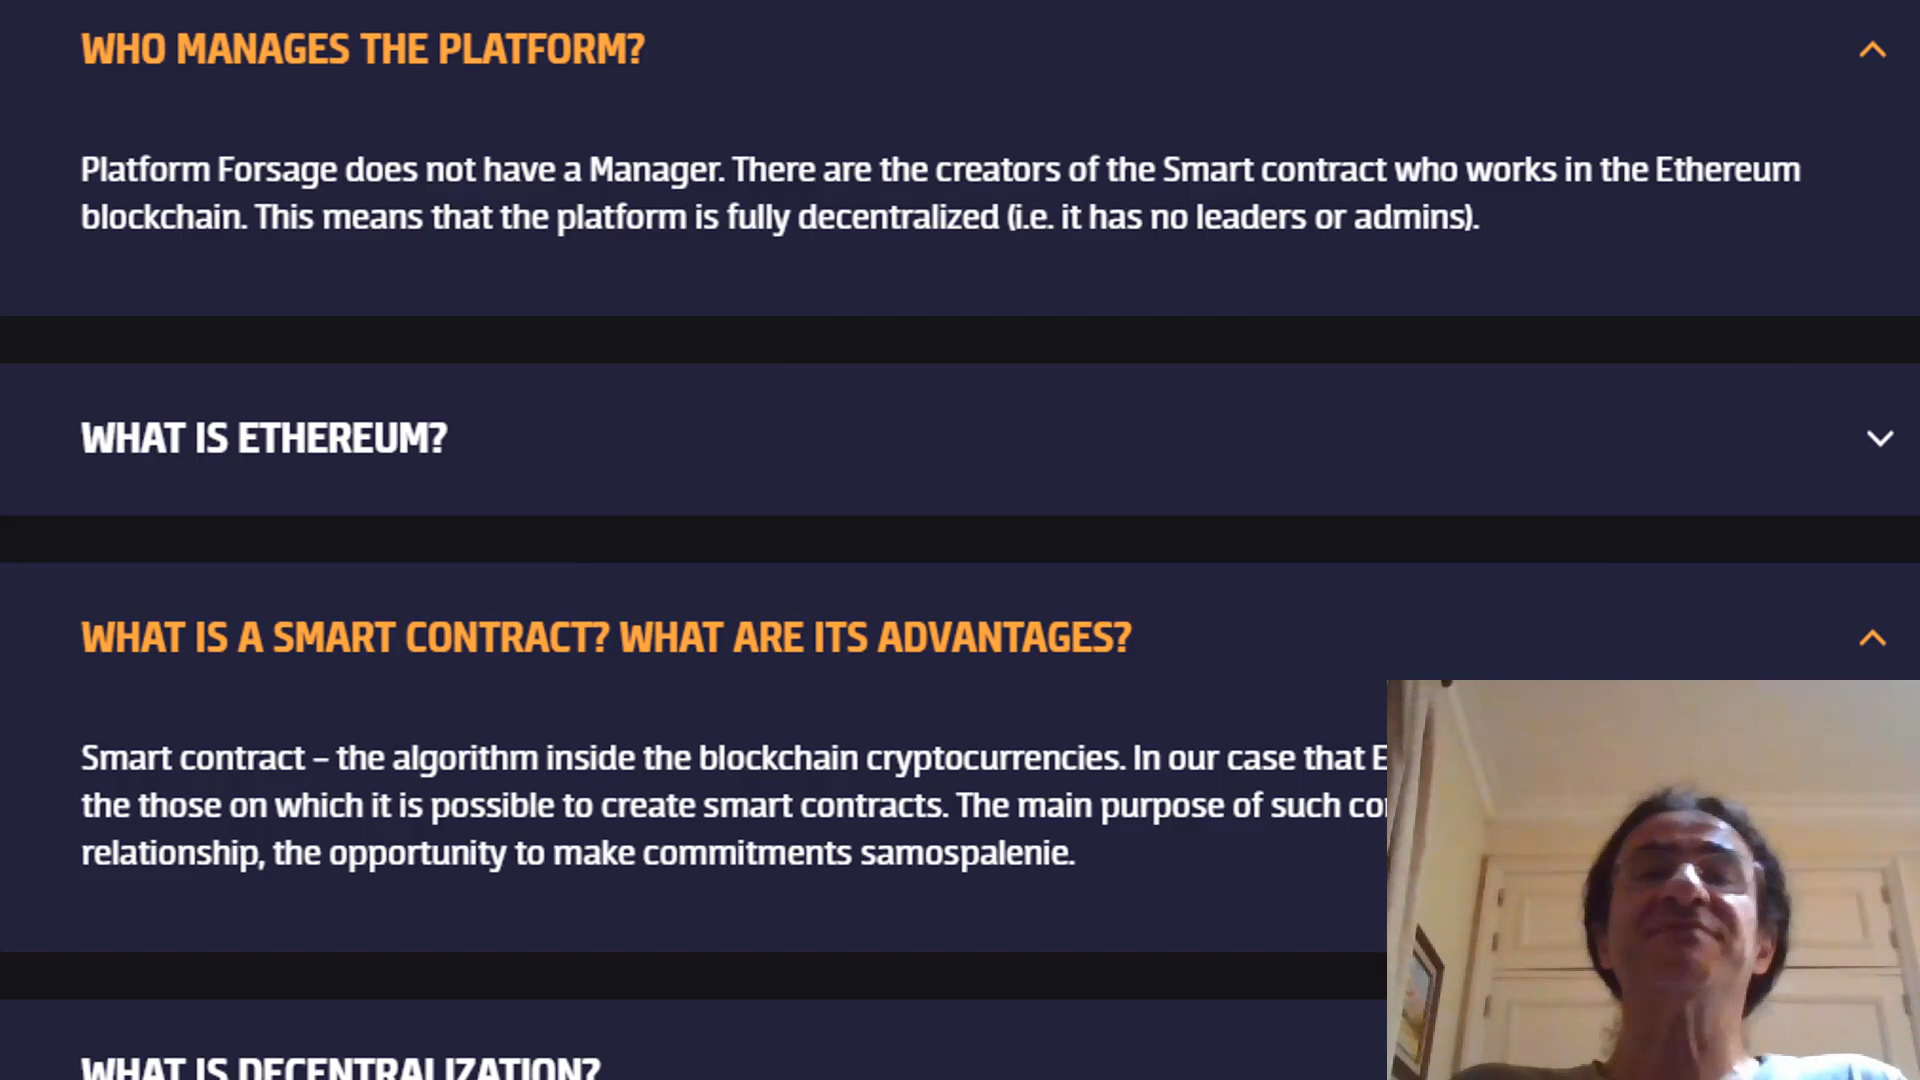 WHO MANAGES THE PLATFORM?
Platform Forsage does not have a Manager. There are the creators of the Smart contract who works in the Ethereum
blockchain. This means that the platform is fully decentralized (i.e. it has no leaders or admins).
WHAT IS ETHEREUM?
WHAT IS A SMART CONTRACT? WHAT ARE ITS ADVANTAGES?
Smart contract – the algorithm inside the blockchain cryptocurrencies. In our case that
the those on which it is possible to create smart contracts. The main purpose of such
relationship, the opportunity to make commitments samospalenie.
WHAT IS DECENTRALIZATION?